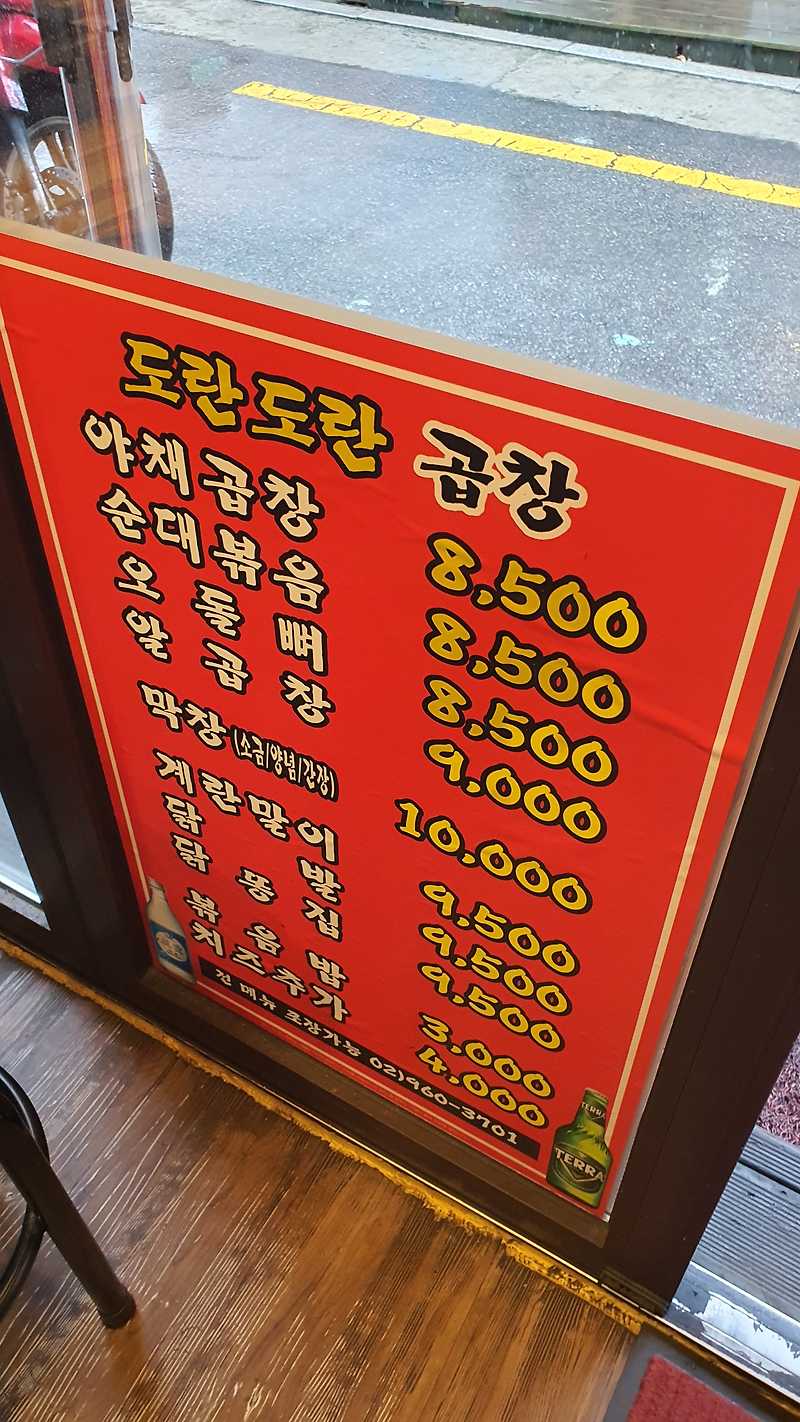 도란도란 곱창
야채곱창 8,500
순대볶음 8,500
오돌뼈 8,500
알곱창 9,000
막창(소금/양념/간장) 10,000
계란말이 9,500
닭발 9,500
닭똥집 9,500
볶음밥 3,000
치즈추가 4,000
전 메뉴 포장가능 02)960-3701
TERRA
TERRA